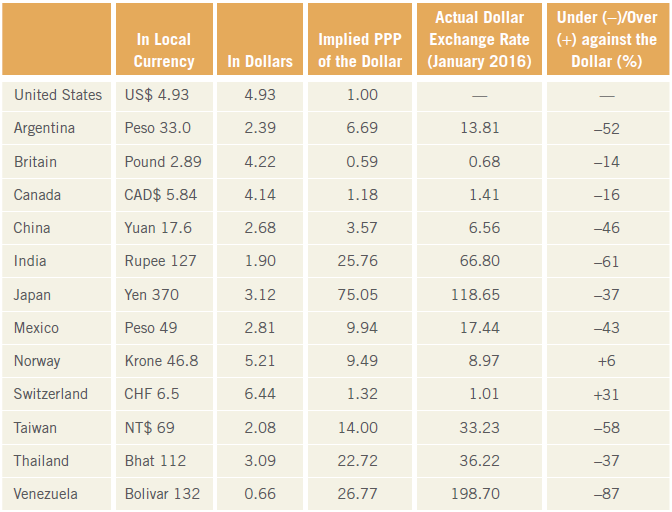 In Local Currency In Dollars Implied PPP of the Dollar Actual Dollar Exchange Rate (January 2016) Under (–)/Over (+) against the Dollar (%)
United States US$ 4.93 4.93 1.00 — —
Argentina Peso 33.0 2.39 6.69 13.81 –52
Britain Pound 2.89 4.22 0.59 0.68 –14
Canada CAD$ 5.84 4.14 1.18 1.41 –16
China Yuan 17.6 2.68 3.57 6.56 –46
India Rupee 127 1.90 25.76 66.80 –61
Japan Yen 370 3.12 75.05 118.65 –37
Mexico Peso 49 2.81 9.94 17.44 –43
Norway Krone 46.8 5.21 9.49 8.97 +6
Switzerland CHF 6.5 6.44 1.32 1.01 +31
Taiwan NT$ 69 2.08 14.00 33.23 –58
Thailand Bhat 112 3.09 22.72 36.22 –37
Venezuela Bolivar 132 0.66 26.77 198.70 –87